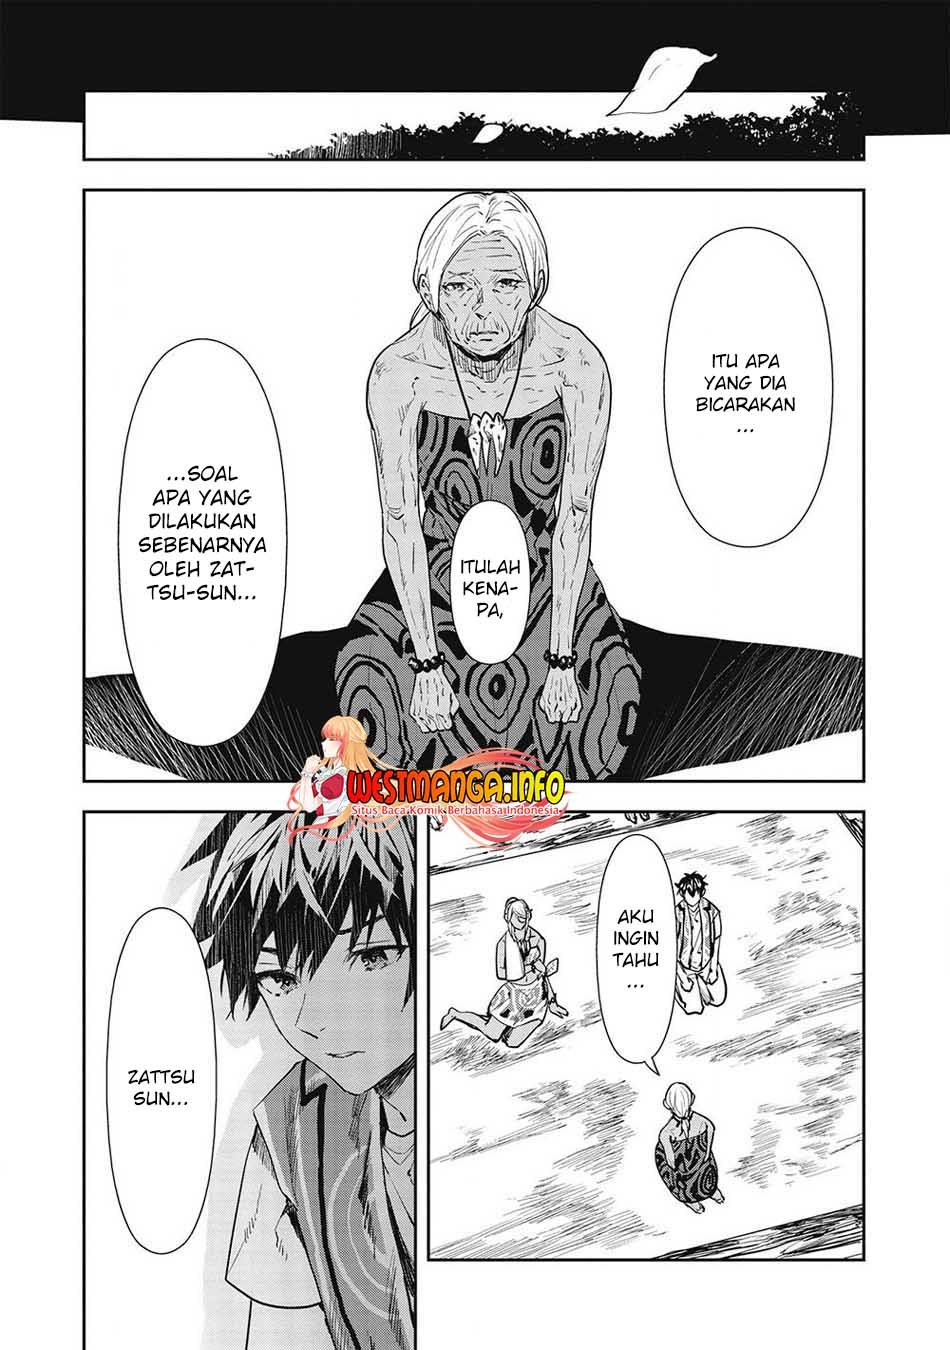 ITU APA
YANG DIA
BICARAKAN
...
ITULAH
KENA-
PA,
...SOAL
APA YANG
DILAKUKAN
SEBENARNYA
OLEH ZAT-
TSU-SUN...
WESTMANGA.INFO
Situs Baca Komik Berbahasa Indonesia
AKU
INGIN
TAHU
...
ZATTSU
SUN...